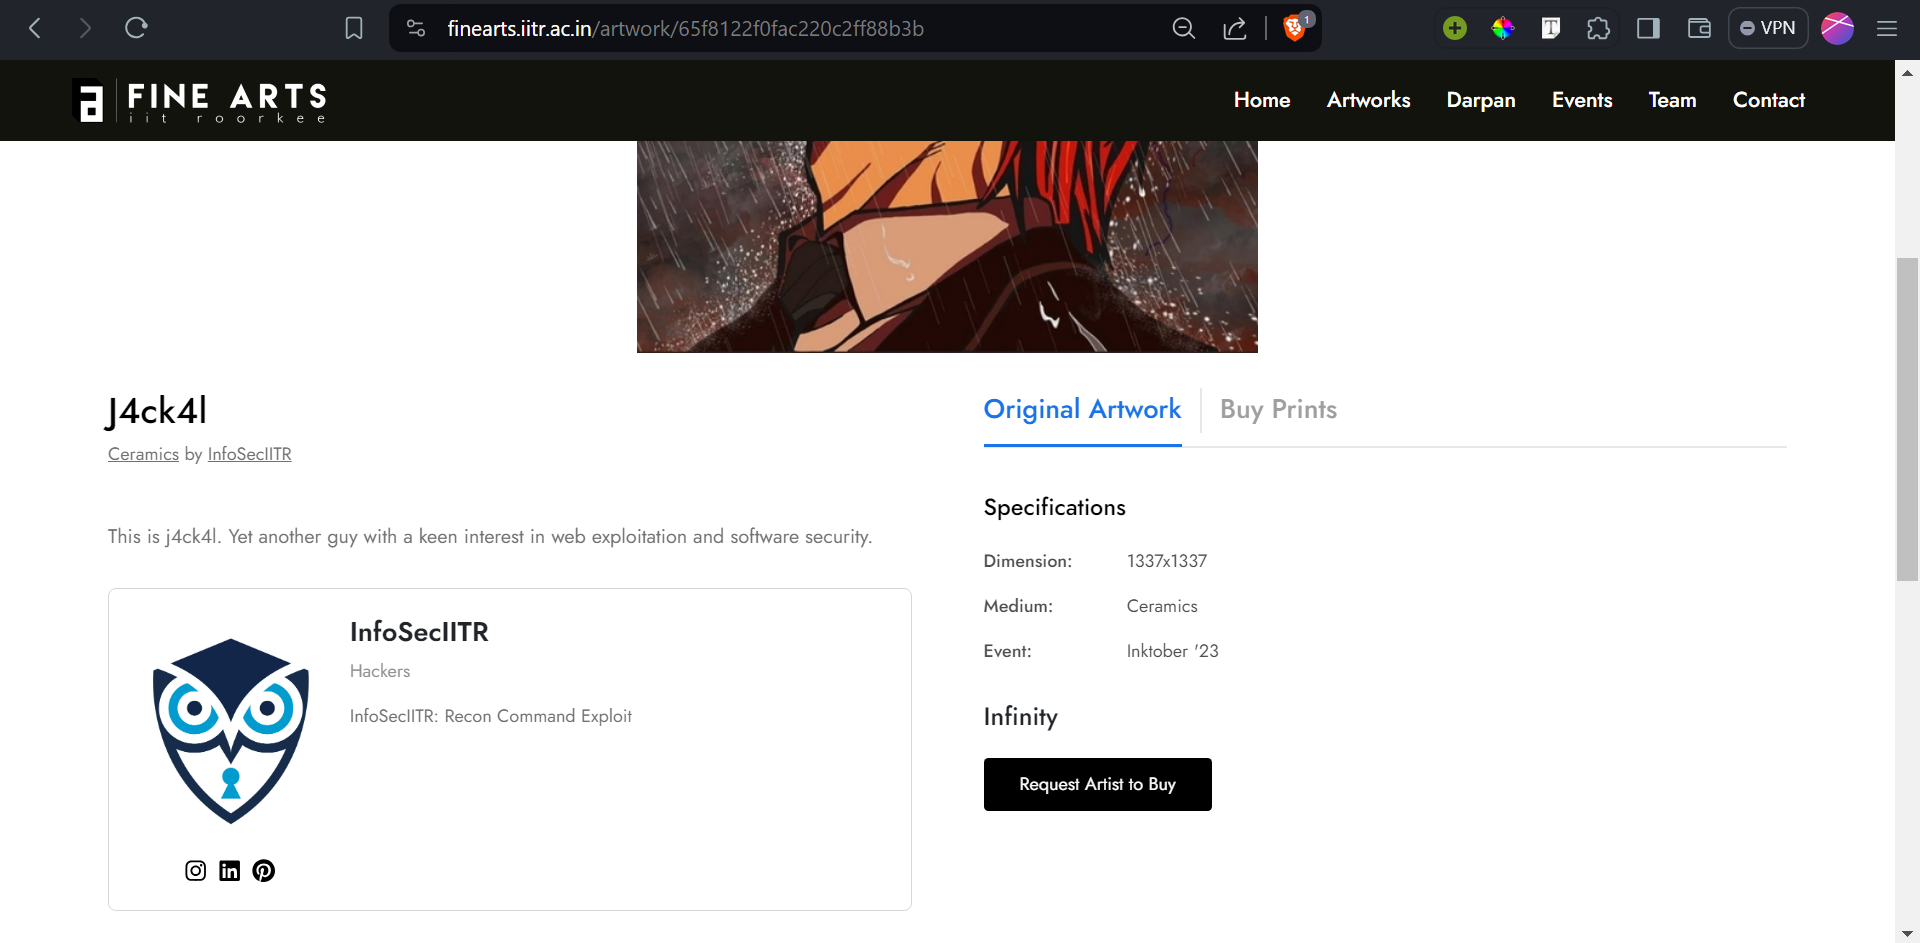 finearts.iitr.ac.in/artwork/65f8122f0fac220c2ff88b3b
1
T
VPN
a
FINE ARTS
iit roorkee
Home
Artworks
Darpan
Events
Team
Contact
J4ck4l
Ceramics by InfoSecIITR
This is j4ck4l. Yet another guy with a keen interest in web exploitation and software security.
InfoSecIITR
Hackers
InfoSecIITR: Recon Command Exploit
in
Original Artwork
Buy Prints
Specifications
Dimension: 1337x1337
Medium: Ceramics
Event: Inktober '23
Infinity
Request Artist to Buy